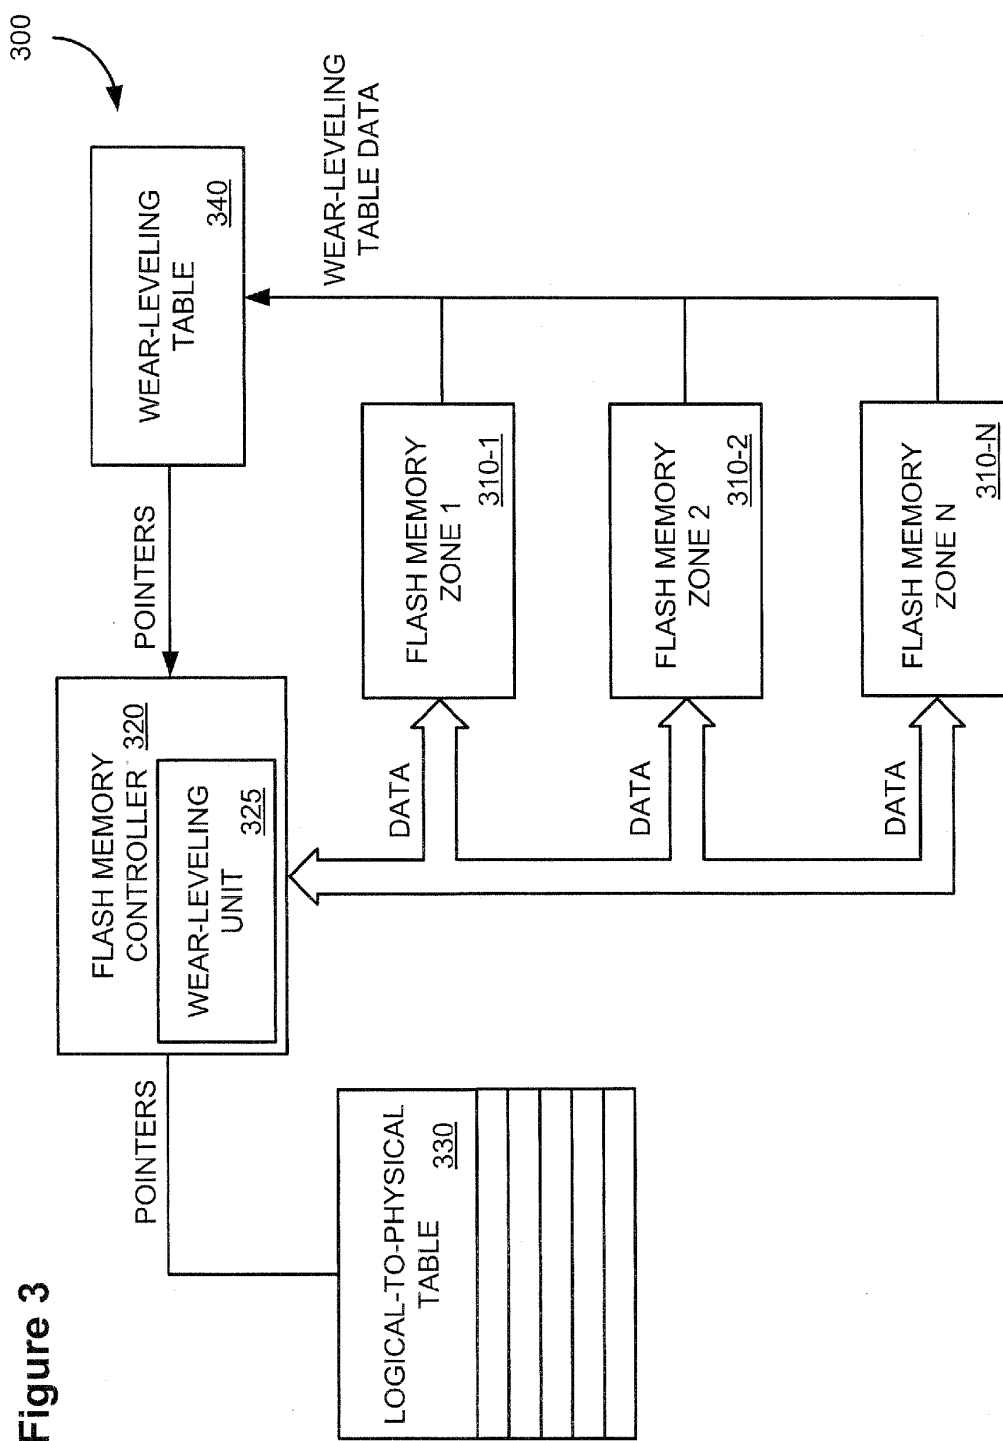 Figure 3
300
POINTERS
POINTERS
FLASH MEMORY
CONTROLLER 320
WEAR-LEVELING
UNIT
325
WEAR-LEVELING
TABLE
340
LOGICAL-TO-PHYSICAL
TABLE
330
WEAR-LEVELING
TABLE DATA
DATA
FLASH MEMORY
ZONE 1
310-1
DATA
FLASH MEMORY
ZONE 2
310-2
DATA
FLASH MEMORY
ZONE N
310-N